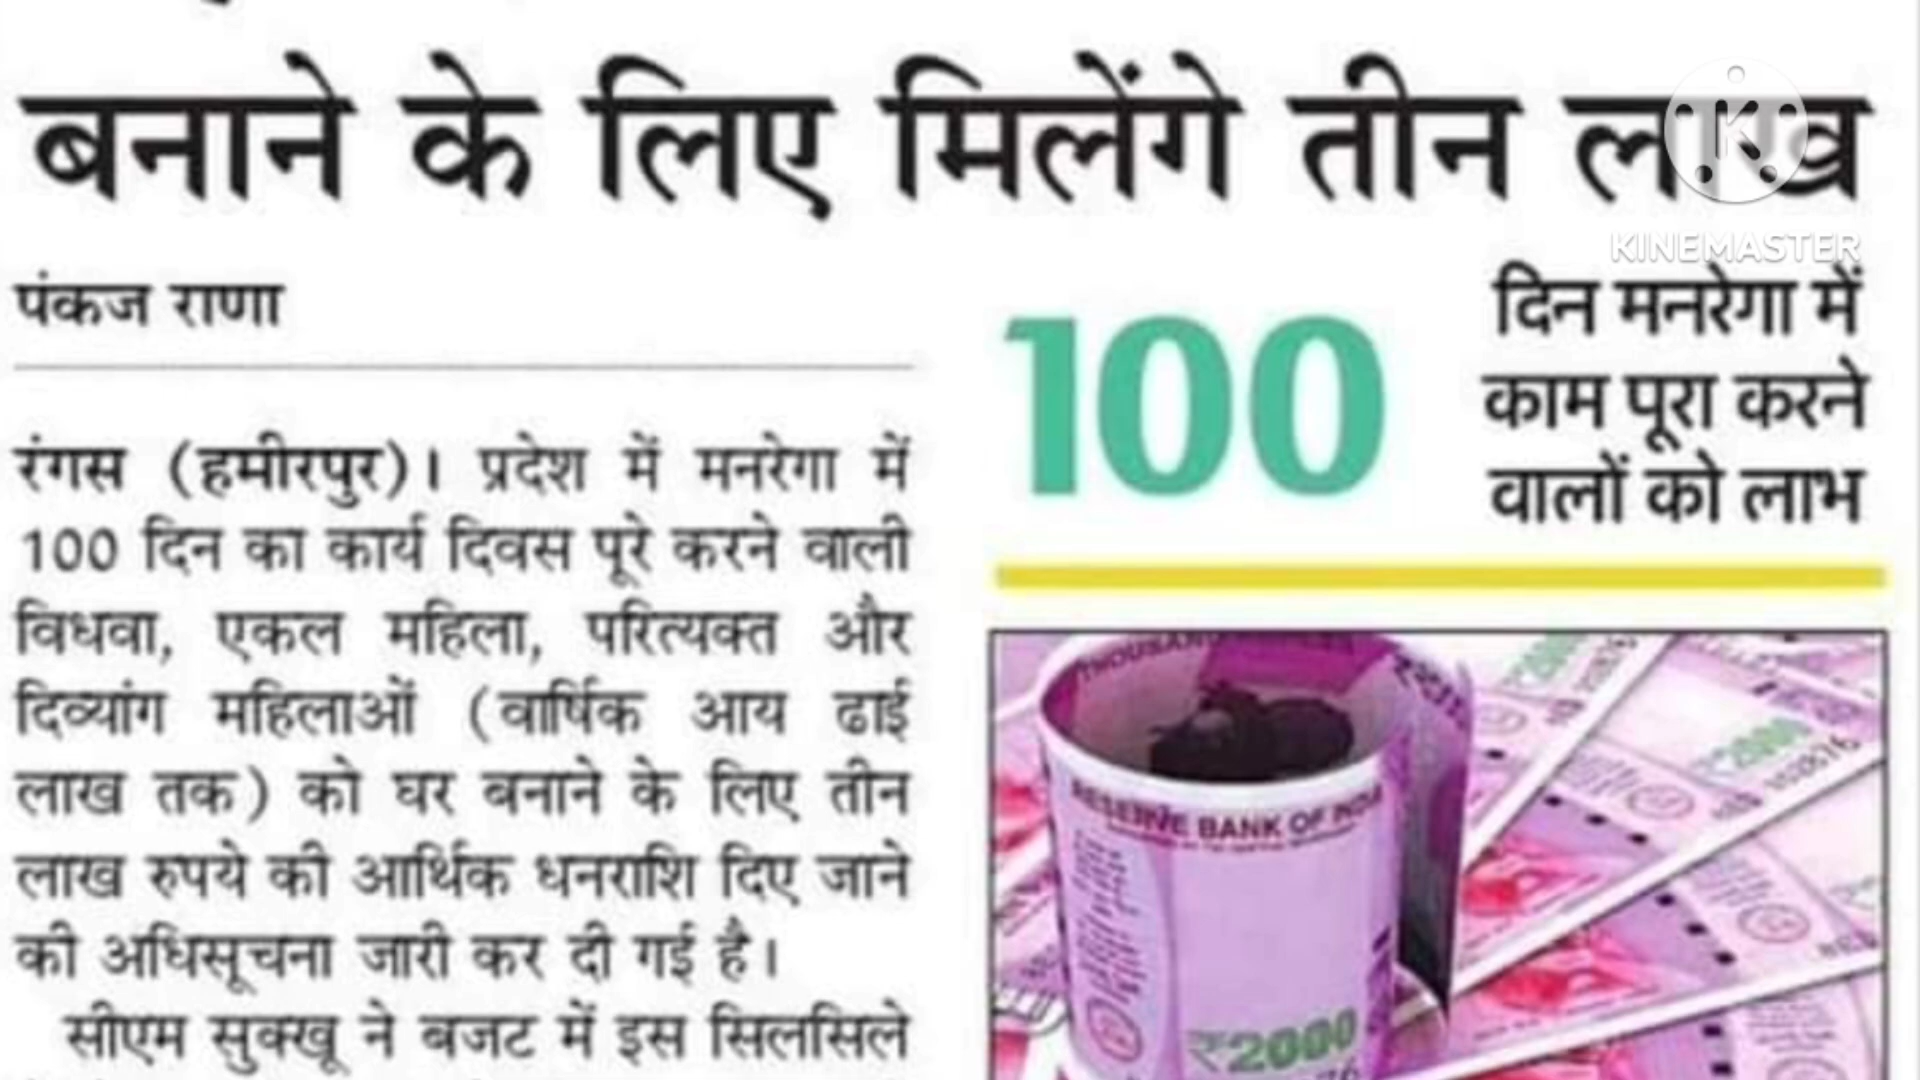 बनाने के लिए मिलेंगे तीन लाख
KINEMASTER
पंकज राणा
रंगस (हमीरपुर)। प्रदेश में मनरेगा में
100 दिन का कार्य दिवस पूरे करने वाली
विधवा, एकल महिला, परित्यक्त और
दिव्यांग महिलाओं (वार्षिक आय ढाई
लाख तक) को घर बनाने के लिए तीन
लाख रुपये की आर्थिक धनराशि दिए जाने
की अधिसूचना जारी कर दी गई है।
सीएम सुक्खू ने बजट में इस सिलसिले
100
दिन मनरेगा में
काम पूरा करने
वालों को लाभ
RESERVE BANK OF INDIA
₹2000